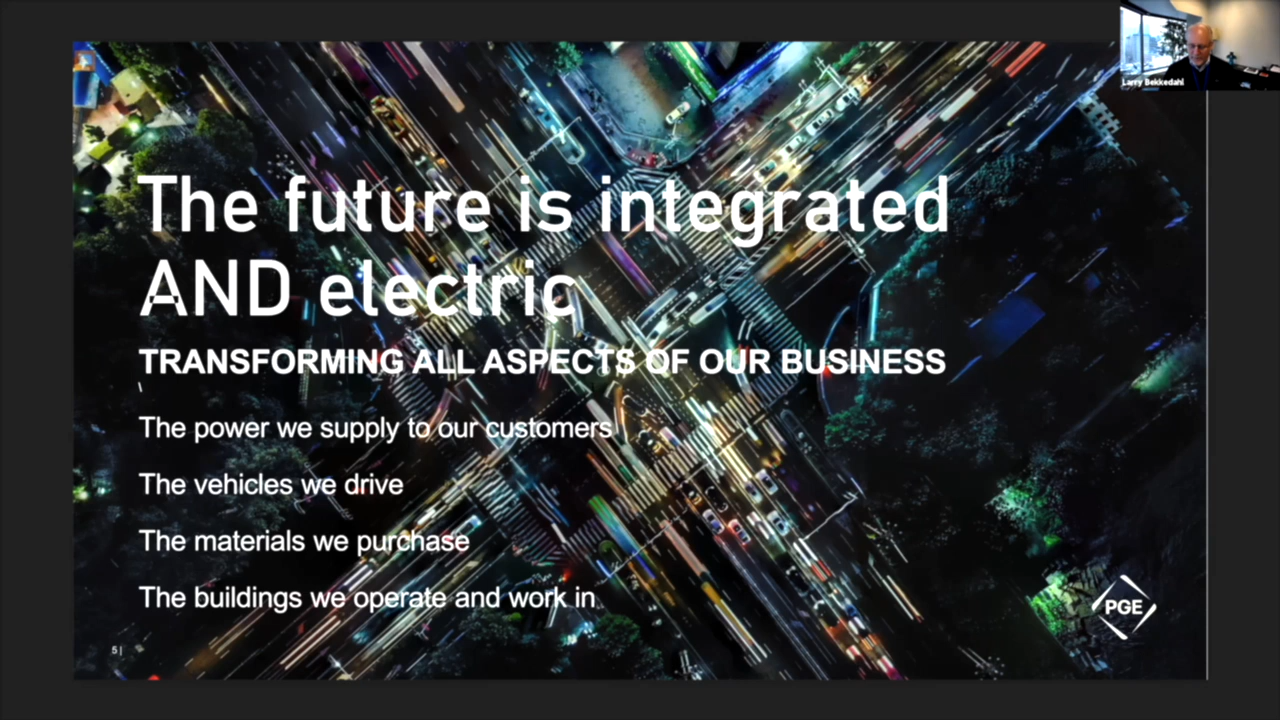 Larry Bekkedahl
The future is integrated
AND electric
TRANSFORMING ALL ASPECTS OF OUR BUSINESS
The power we supply to our customers
The vehicles we drive
The materials we purchase
The buildings we operate and work in
PGE
5 |